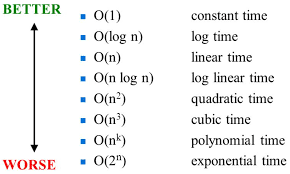 BETTER
■ O(1) constant time
■ O(log n) log time
■ O(n) linear time
■ O(n log n) log linear time
■ O(n²) quadratic time
■ O(n³) cubic time
■ O(nᵏ) polynomial time
■ O(2ⁿ) exponential time
WORSE